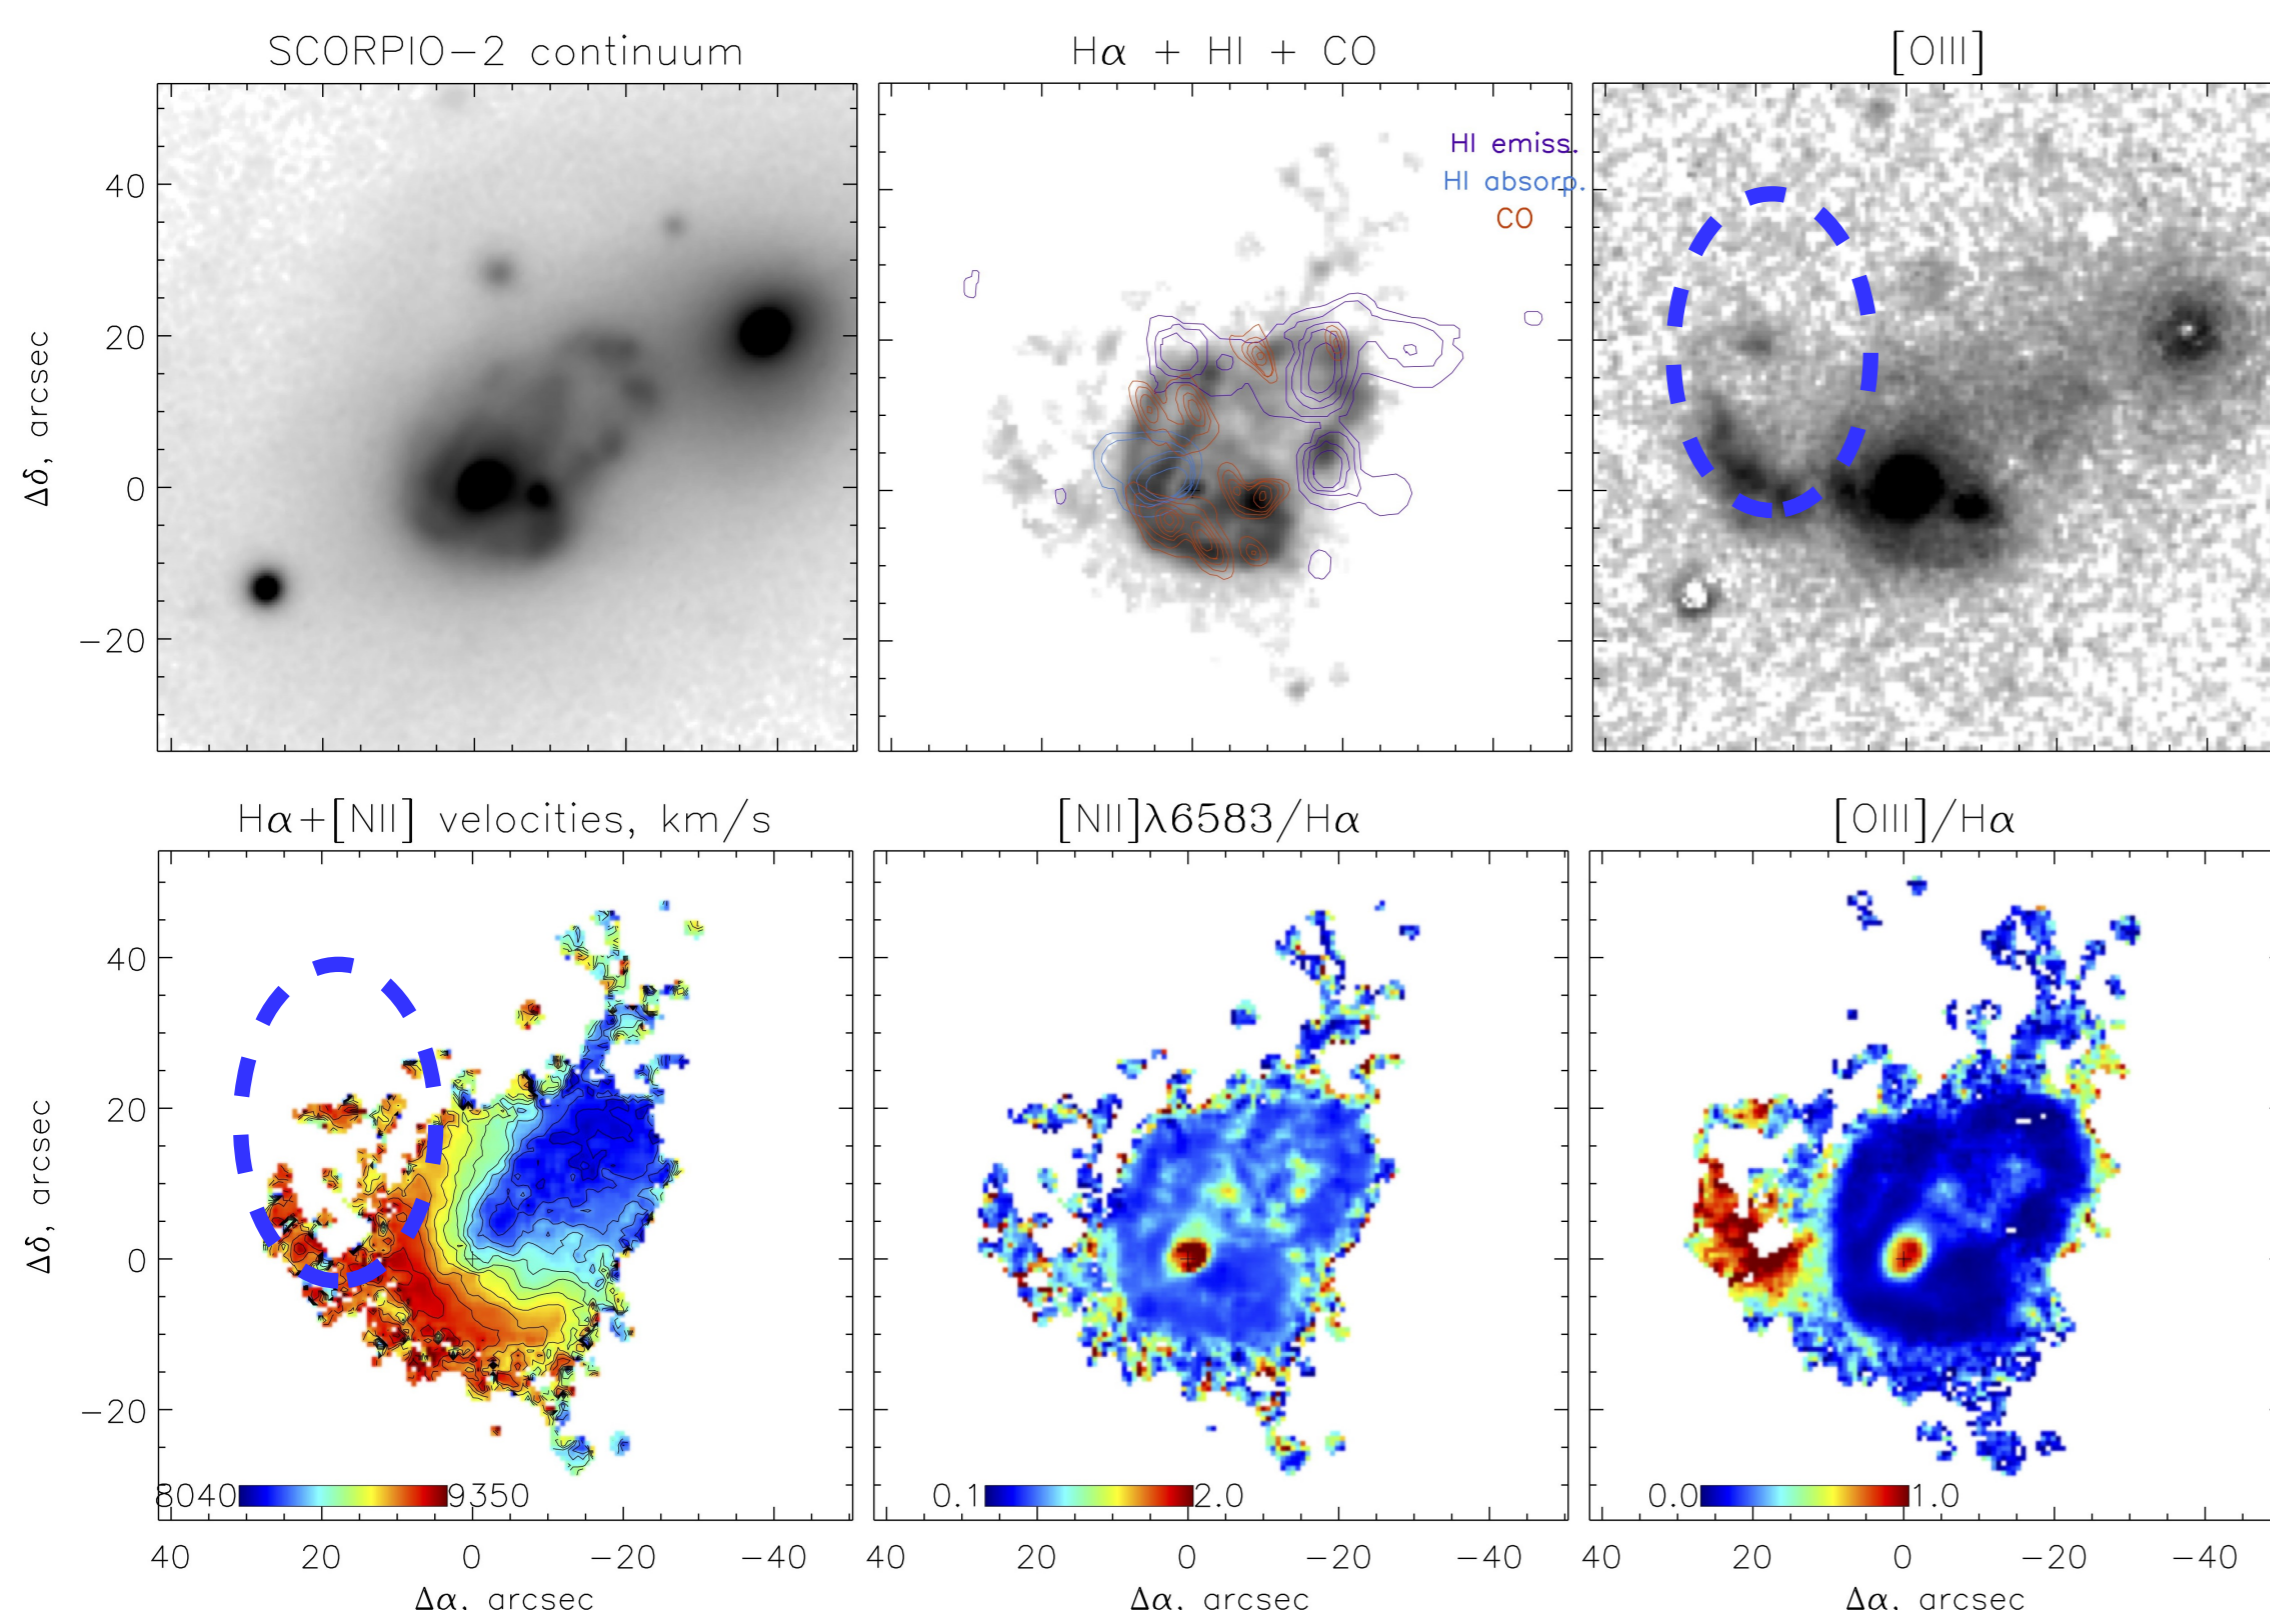 SCORPIO−2 continuum
Hα + HI + CO
[OIII]
HI emiss.
HI absorp.
CO
40
20
0
−20
Δδ, arcsec
Hα+[NII] velocities, km/s
[NII]λ6583/Hα
[OIII]/Hα
40
20
0
−20
Δδ, arcsec
8040
9350
0.1
2.0
0.0
1.0
40 20 0 −20 −40
40 20 0 −20 −40
40 20 0 −20 −40
Δα, arcsec
Δα, arcsec
Δα, arcsec